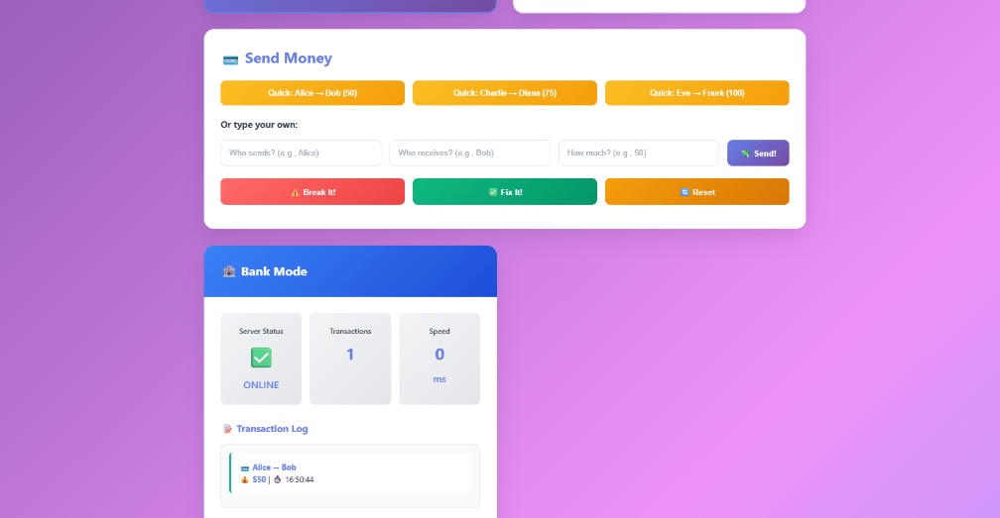 Send Money
Quick: Alice → Bob (50)
Quick: Charlie → Diana (75)
Quick: Eve → Frank (100)
Or type your own:
Who sends? (e.g., Alice)
Who receives? (e.g., Bob)
How much? (e.g., 50)
Send!
Break It!
Fix It!
Reset
Bank Mode
Server Status
ONLINE
Transactions
1
Speed
0
ms
Transaction Log
Alice → Bob
$50 | 16:50:44